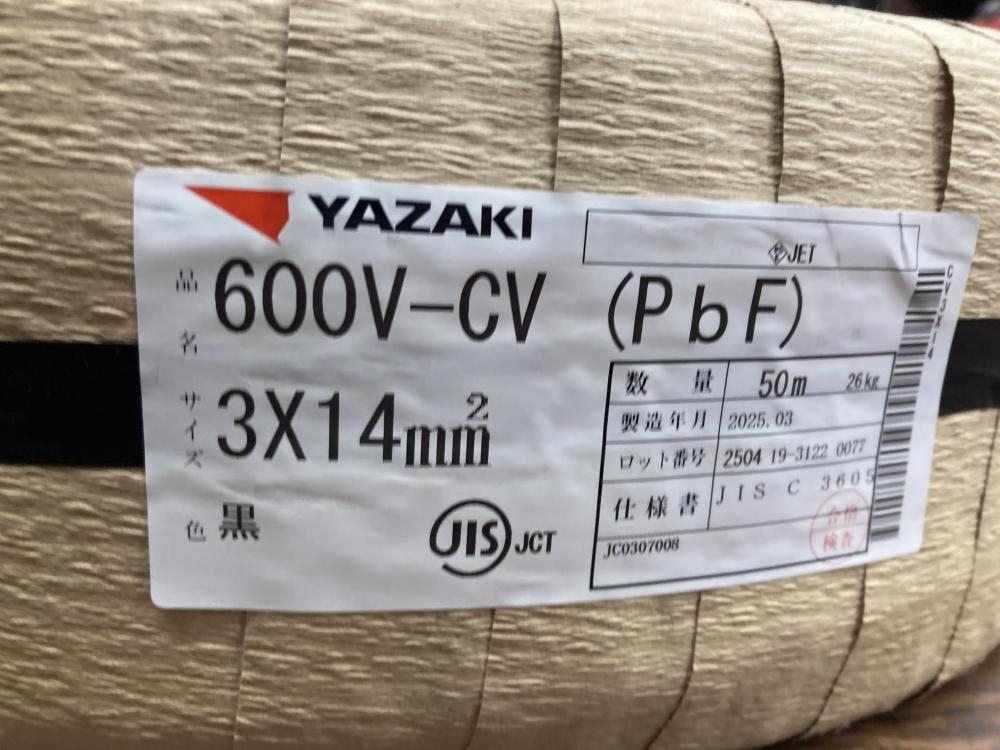 YAZAKI
JET
品名 600V-CV (PbF)
サイズ 3X14mm²
色 黒
JIS JCT
数量 50m 26kg
製造年月 2025.03
ロット番号 2504 19-3122 0077
仕様書 JIS C 3605
JC0307008
合格
検査